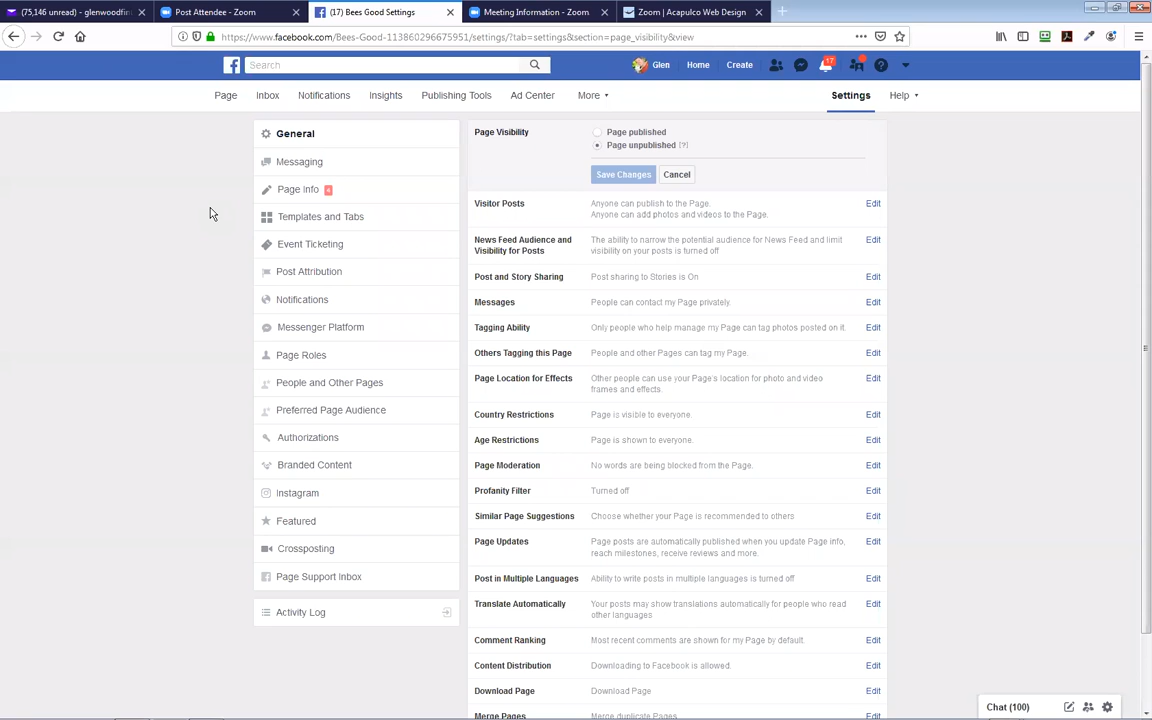 (75,146 unread) - glenwoodfin
Post Attendee - Zoom
(17) Bees Good Settings
Meeting Information - Zoom
Zoom | Acapulco Web Design
https://www.facebook.com/Bees-Good-113860296675951/settings/?tab=settings&section=page_visibility&view
Search
Glen
Home
Create
17
Page
Inbox
Notifications
Insights
Publishing Tools
Ad Center
More
Settings
Help
General
Messaging
Page Info 4
Templates and Tabs
Event Ticketing
Post Attribution
Notifications
Messenger Platform
Page Roles
People and Other Pages
Preferred Page Audience
Authorizations
Branded Content
Instagram
Featured
Crossposting
Page Support Inbox
Activity Log
Page Visibility
Page published
Page unpublished [?]
Save Changes
Cancel
Visitor Posts
Anyone can publish to the Page.
Anyone can add photos and videos to the Page.
Edit
News Feed Audience and
Visibility for Posts
The ability to narrow the potential audience for News Feed and limit
visibility on your posts is turned off
Edit
Post and Story Sharing
Post sharing to Stories is On
Edit
Messages
People can contact my Page privately.
Edit
Tagging Ability
Only people who help manage my Page can tag photos posted on it.
Edit
Others Tagging this Page
People and other Pages can tag my Page.
Edit
Page Location for Effects
Other people can use your Page's location for photo and video
frames and effects.
Edit
Country Restrictions
Page is visible to everyone.
Edit
Age Restrictions
Page is shown to everyone.
Edit
Page Moderation
No words are being blocked from the Page.
Edit
Profanity Filter
Turned off
Edit
Similar Page Suggestions
Choose whether your Page is recommended to others
Edit
Page Updates
Page posts are automatically published when you update Page info,
reach milestones, receive reviews and more.
Edit
Post in Multiple Languages
Ability to write posts in multiple languages is turned off
Edit
Translate Automatically
Your posts may show translations automatically for people who read
other languages
Edit
Comment Ranking
Most recent comments are shown for my Page by default.
Edit
Content Distribution
Downloading to Facebook is allowed.
Edit
Download Page
Download Page
Edit
Merge Pages
Merge duplicate Pages
Edit
Chat (100)